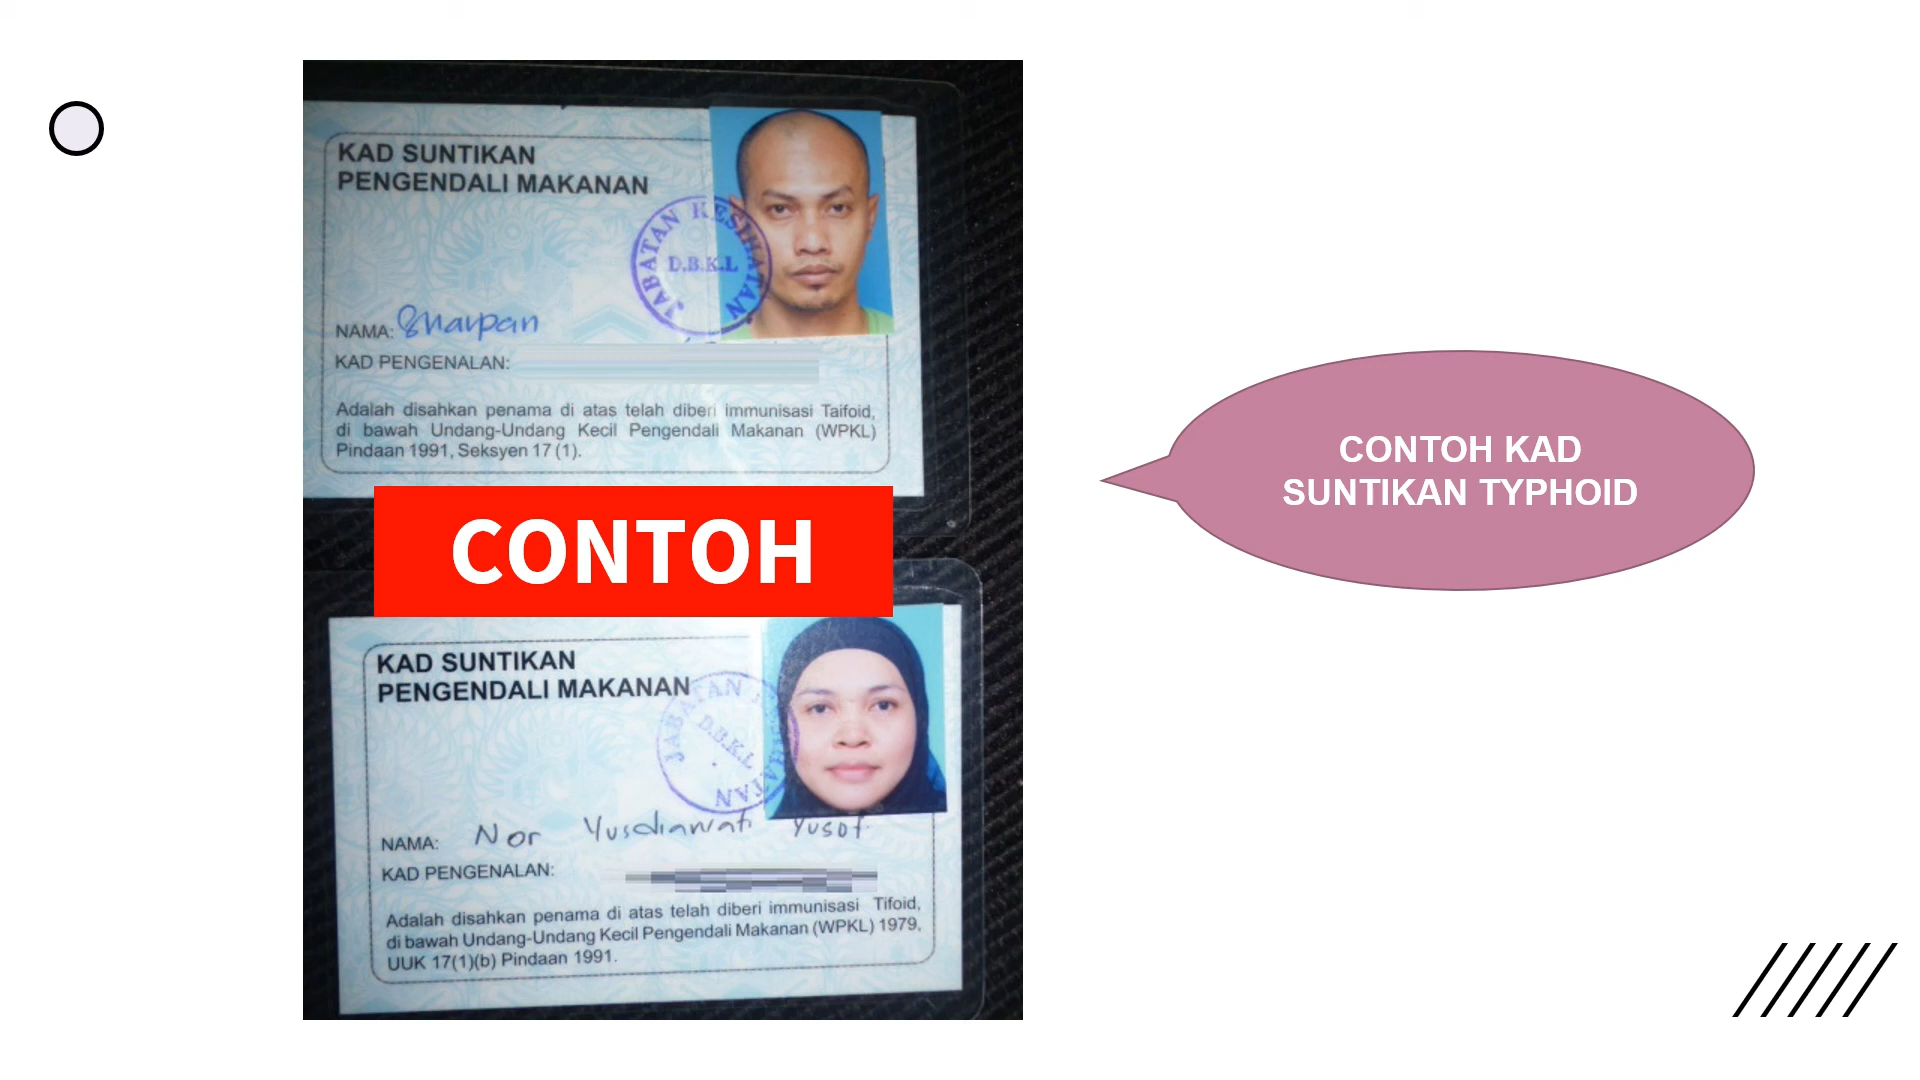 KAD SUNTIKAN
PENGENDALI MAKANAN
JABATAN KESIHATAN
D.B.K.L
NAMA: Sharpan
KAD PENGENALAN:
Adalah disahkan penama di atas telah diberi immunisasi Taifoid,
di bawah Undang-Undang Kecil Pengendali Makanan (WPKL)
Pindaan 1991, Seksyen 17 (1).
CONTOH
KAD SUNTIKAN
PENGENDALI MAKANAN
JABATAN KESIHATAN
D.B.K.L
NAMA: Nor Yusdiawati Yusof
KAD PENGENALAN:
Adalah disahkan penama di atas telah diberi immunisasi Tifoid,
di bawah Undang-Undang Kecil Pengendali Makanan (WPKL) 1979,
UUK 17(1)(b) Pindaan 1991.
CONTOH KAD
SUNTIKAN TYPHOID